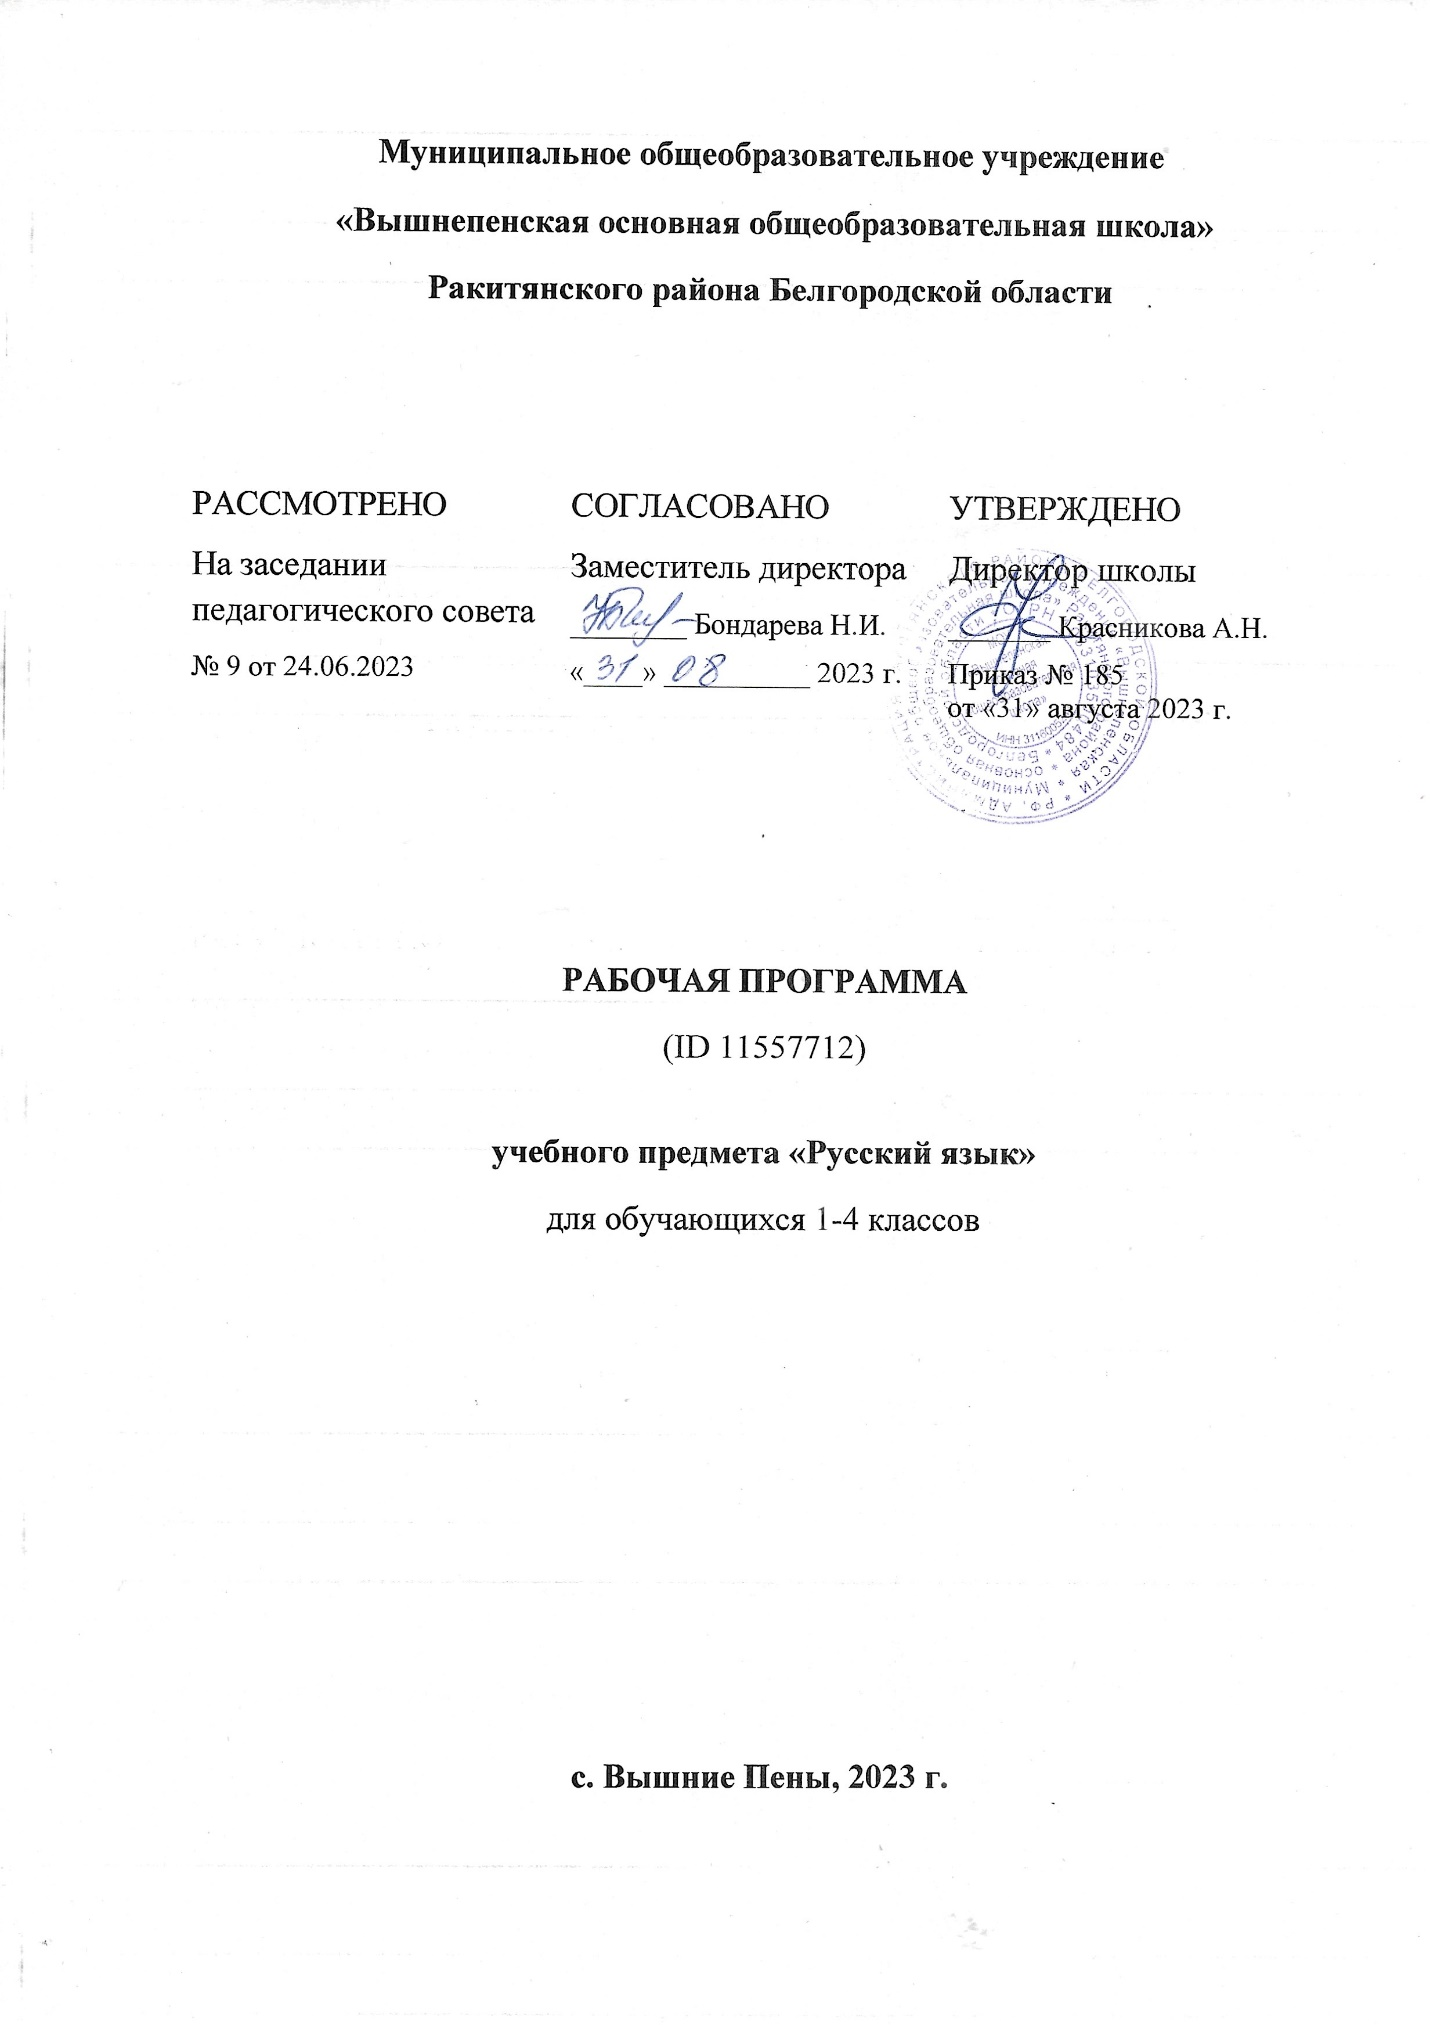 Муниципальное общеобразовательное учреждение
«Вышнепенская основная общеобразовательная школа»
Ракитянского района Белгородской области
РАССМОТРЕНО
На заседании
педагогического совета
№ 9 от 24.06.2023
СОГЛАСОВАНО
Заместитель директора
Бондарева Н.И.
«31» 08 2023 г.
УТВЕРЖДЕНО
Директор школы
Красникова А.Н.
Приказ № 185
от «31» августа 2023 г.
РАБОЧАЯ ПРОГРАММА
(ID 11557712)
учебного предмета «Русский язык»
для обучающихся 1-4 классов
с. Вышние Пены, 2023 г.